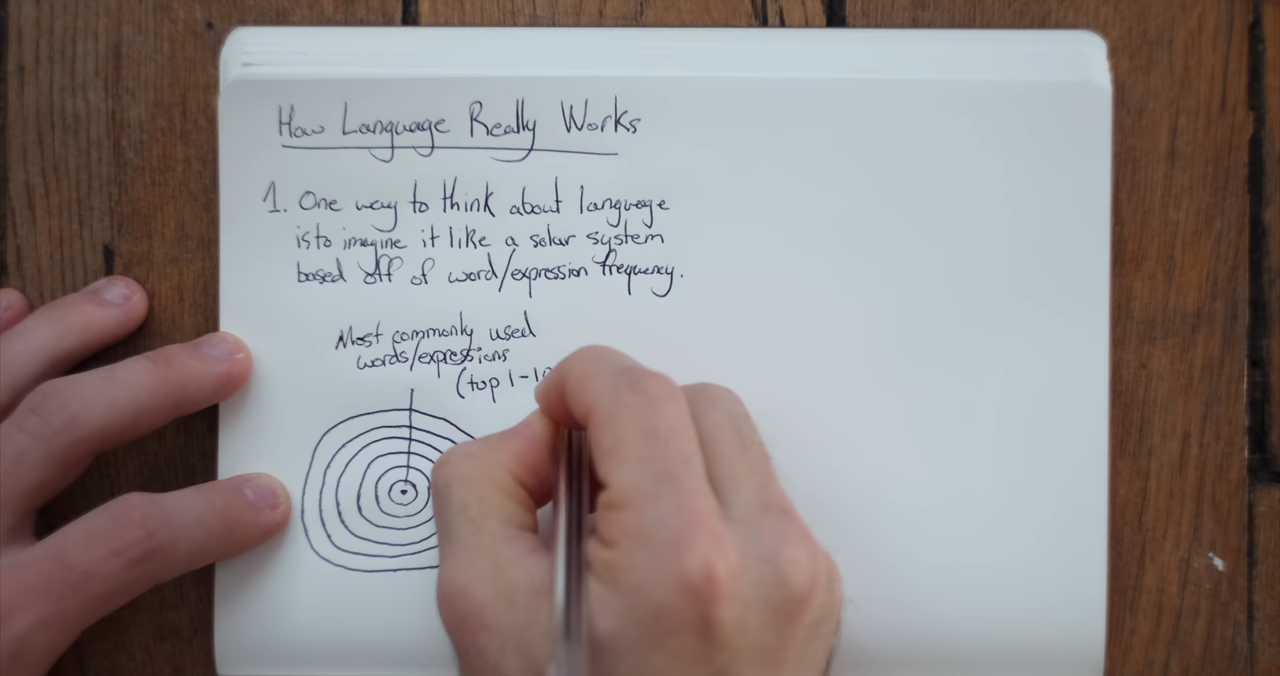 How Language Really Works
1. One way to think about language
is to imagine it like a solar system
based off of word/expression frequency.
Most commonly used
words/expressions
(top 1-10